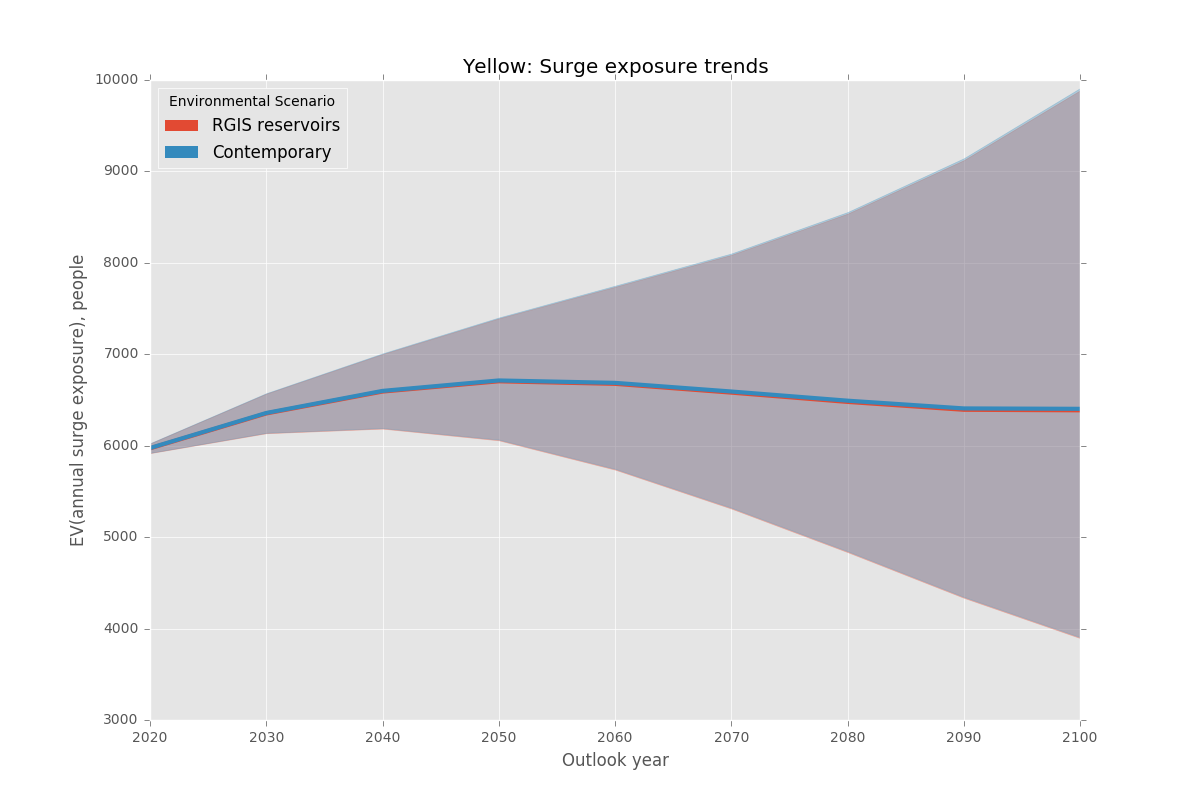 Yellow: Surge exposure trends
Environmental Scenario
RGIS reservoirs
Contemporary
EV(annual surge exposure), people
10000
9000
8000
7000
6000
5000
4000
3000
2020 2030 2040 2050 2060 2070 2080 2090 2100
Outlook year